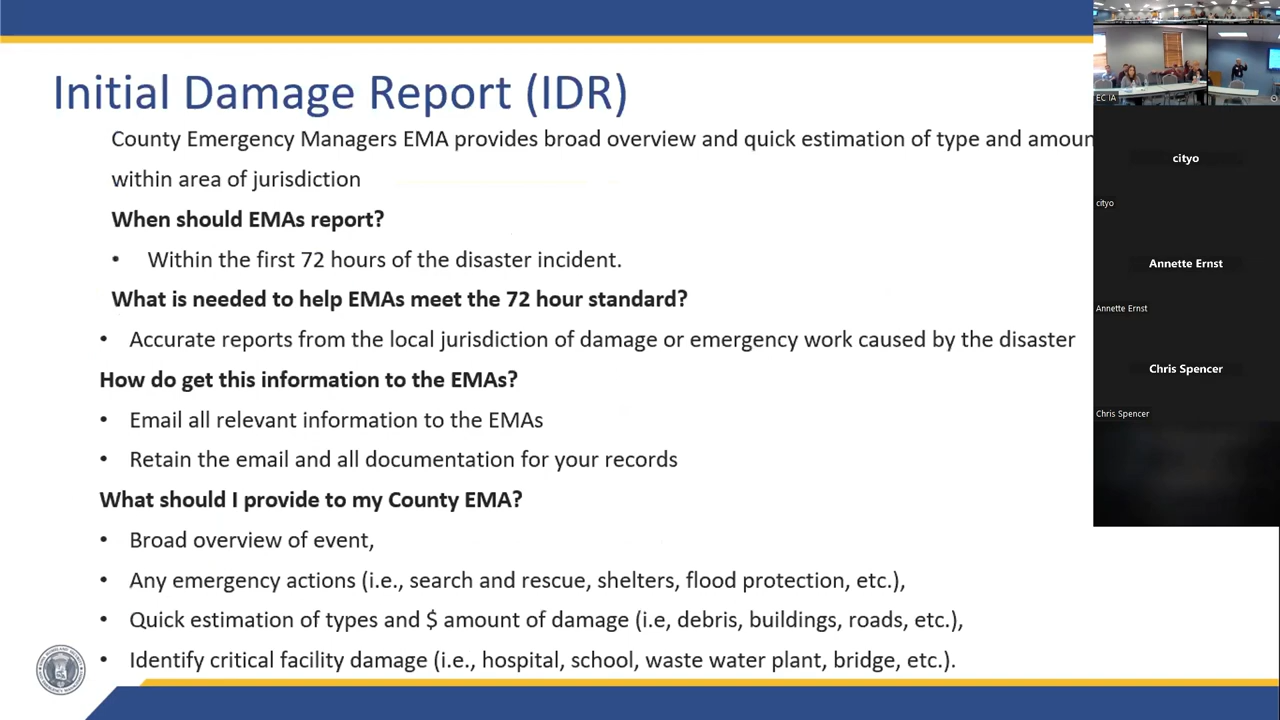 Initial Damage Report (IDR)
County Emergency Managers EMA provides broad overview and quick estimation of type and amoun
within area of jurisdiction
When should EMAs report?
• Within the first 72 hours of the disaster incident.
What is needed to help EMAs meet the 72 hour standard?
• Accurate reports from the local jurisdiction of damage or emergency work caused by the disaster
How do get this information to the EMAs?
• Email all relevant information to the EMAs
• Retain the email and all documentation for your records
What should I provide to my County EMA?
• Broad overview of event,
• Any emergency actions (i.e., search and rescue, shelters, flood protection, etc.),
• Quick estimation of types and $ amount of damage (i.e, debris, buildings, roads, etc.),
• Identify critical facility damage (i.e., hospital, school, waste water plant, bridge, etc.).
EC IA
cityo
cityo
Annette Ernst
Annette Ernst
Chris Spencer
Chris Spencer